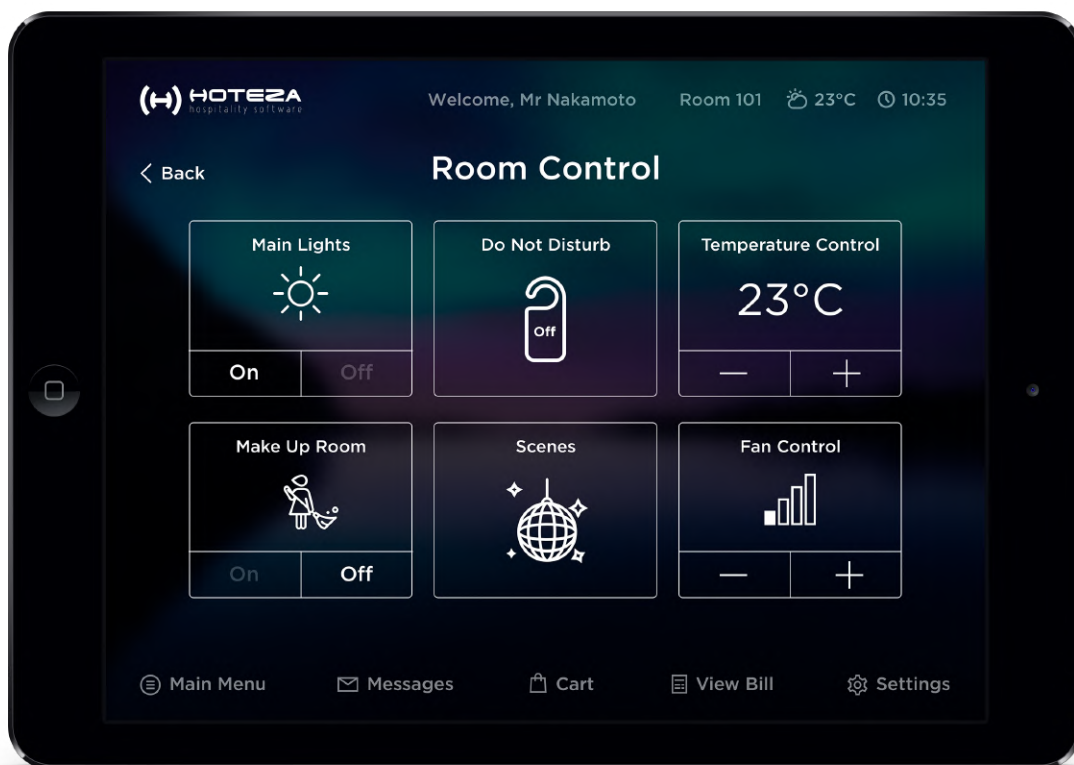 (H) HOTEZA
hospitality software
Welcome, Mr Nakamoto Room 101 23°C 10:35
Back
Room Control
Main Lights
On Off
Do Not Disturb
Off
Temperature Control
23°C
— +
Make Up Room
On Off
Scenes
Fan Control
— +
Main Menu Messages Cart View Bill Settings